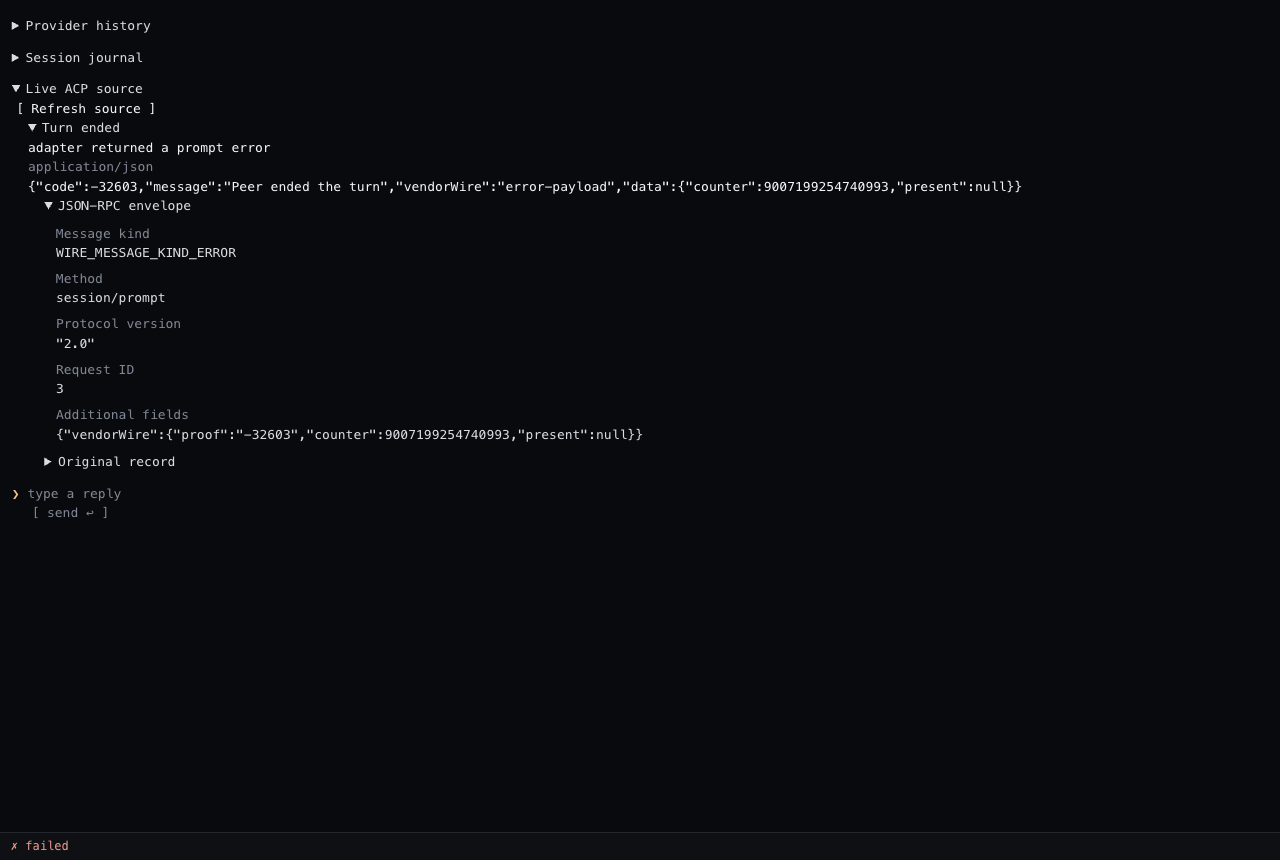 ▶ Provider history
▶ Session journal
▼ Live ACP source
[ Refresh source ]
▼ Turn ended
adapter returned a prompt error
application/json
{"code":-32603,"message":"Peer ended the turn","vendorWire":"error-payload","data":{"counter":9007199254740993,"present":null}}
▼ JSON-RPC envelope
Message kind
WIRE_MESSAGE_KIND_ERROR
Method
session/prompt
Protocol version
"2.0"
Request ID
3
Additional fields
{"vendorWire":{"proof":"-32603","counter":9007199254740993,"present":null}}
▶ Original record
❯ type a reply
[ send ↩ ]
✗ failed